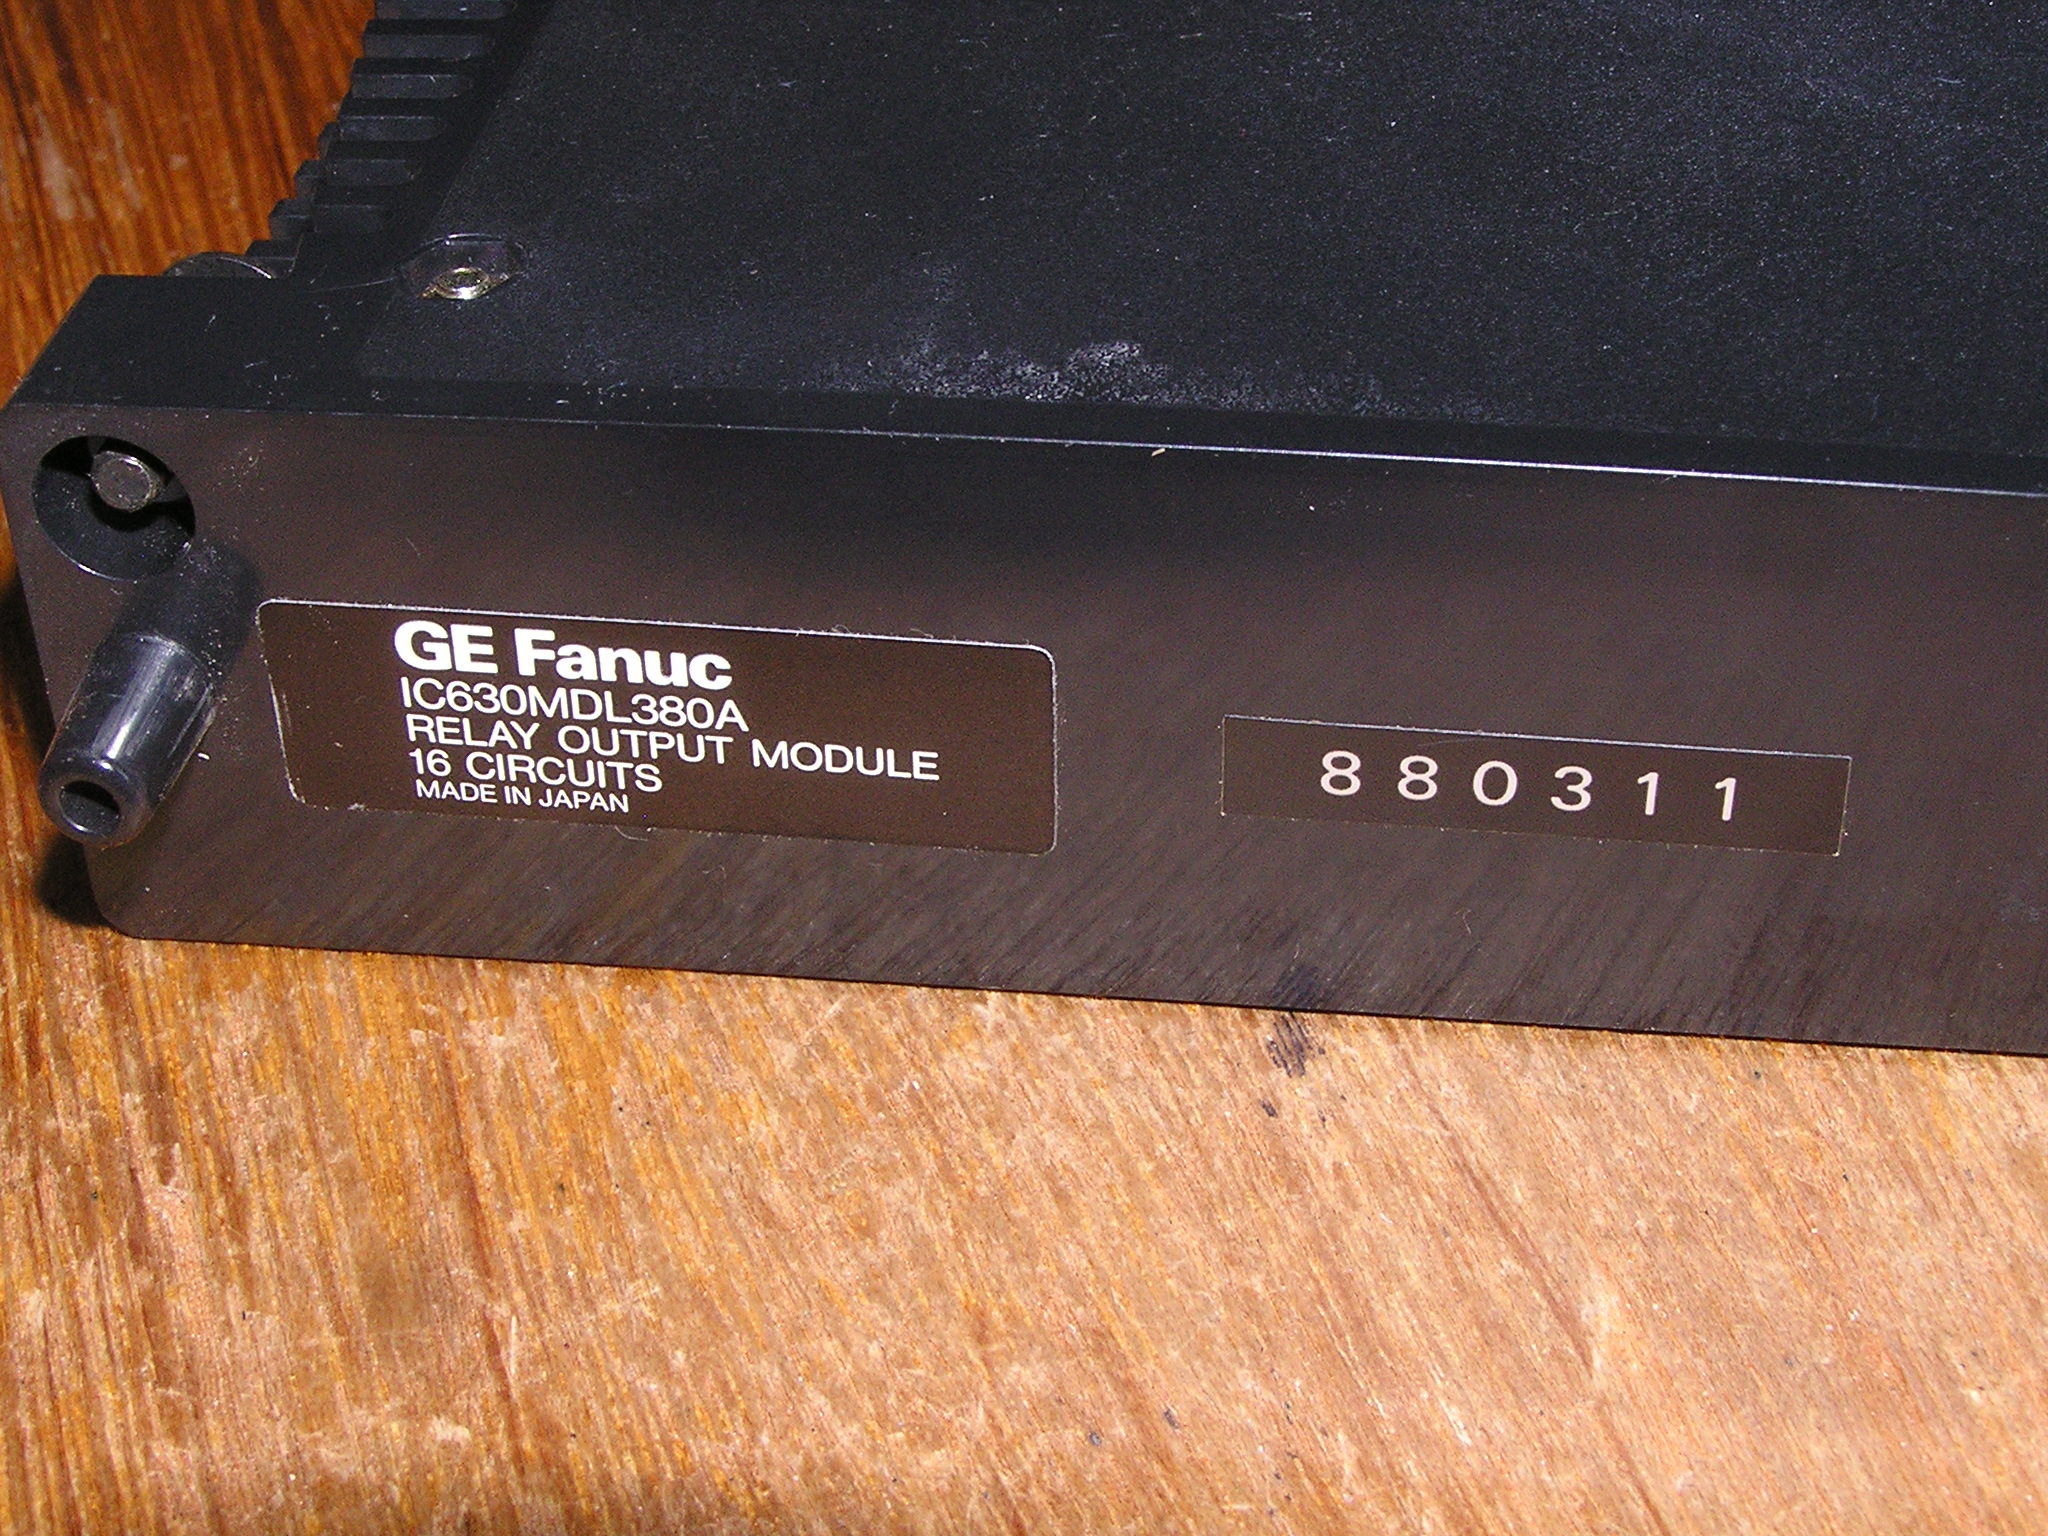 GE Fanuc
IC630MDL380A
RELAY OUTPUT MODULE
16 CIRCUITS
MADE IN JAPAN
880311